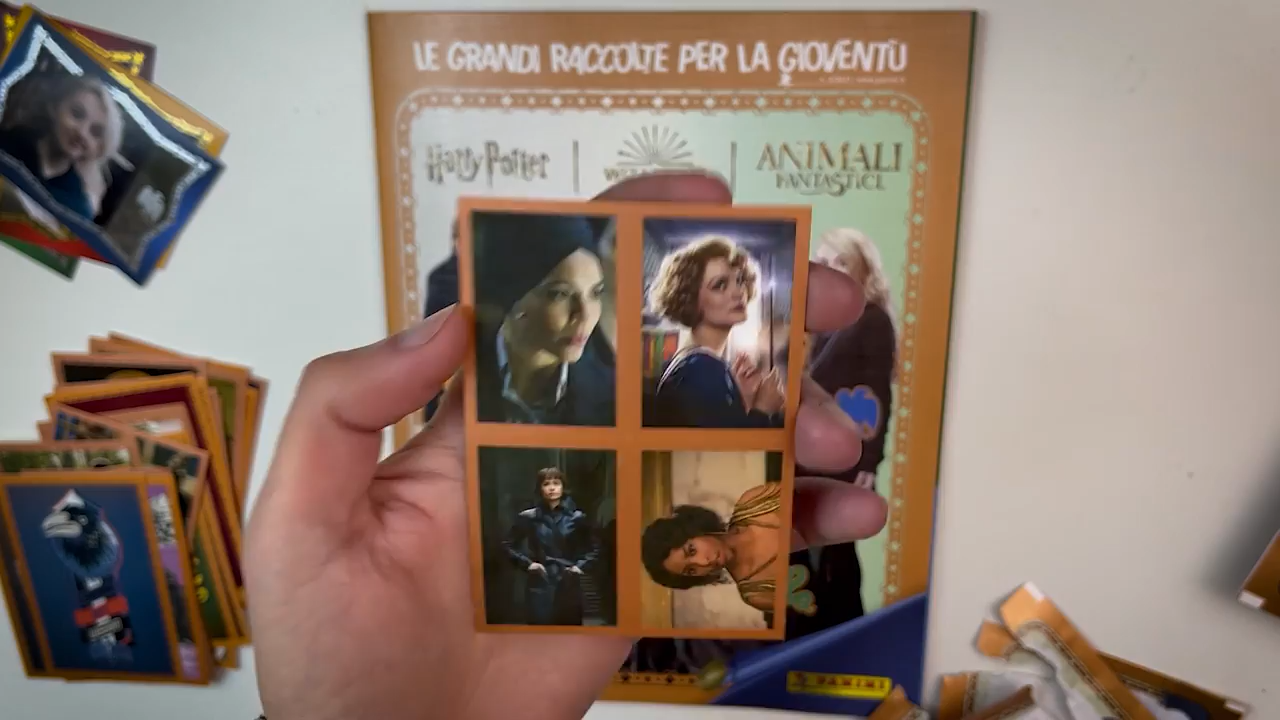 LE GRANDI RACCOLTE PER LA GIOVENTÙ
Harry Potter
ANIMALI
FANTASTICI
PANINI